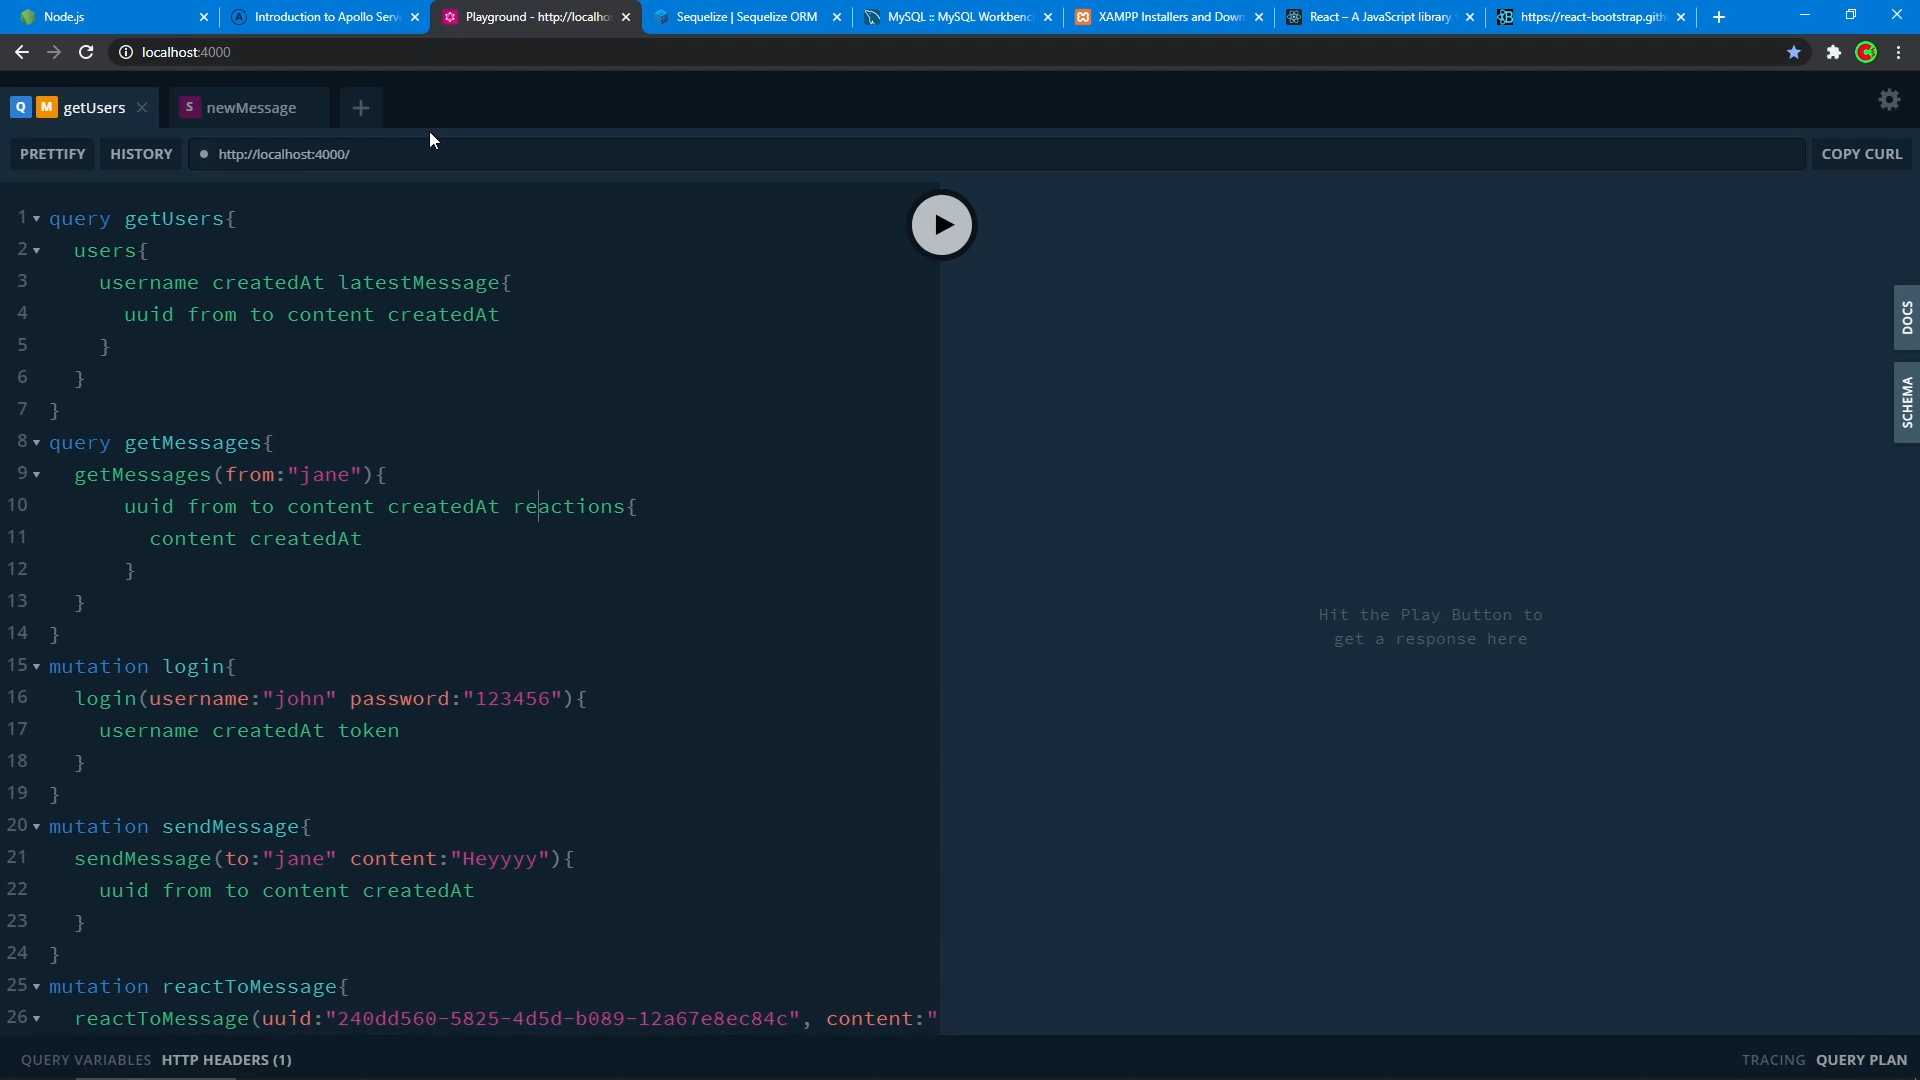 Node.js
Introduction to Apollo Serv
Playground - http://localho
Sequelize | Sequelize ORM
MySQL :: MySQL Workbenc
XAMPP Installers and Down
React – A JavaScript library
https://react-bootstrap.gith
localhost:4000
Q M getUsers
S newMessage
PRETTIFY
HISTORY
http://localhost:4000/
COPY CURL
1 query getUsers{
2 users{
3 username createdAt latestMessage{
4 uuid from to content createdAt
5 }
6 }
7 }
8 query getMessages{
9 getMessages(from:"jane"){
10 uuid from to content createdAt reactions{
11 content createdAt
12 }
13 }
14 }
15 mutation login{
16 login(username:"john" password:"123456"){
17 username createdAt token
18 }
19 }
20 mutation sendMessage{
21 sendMessage(to:"jane" content:"Heyyyy"){
22 uuid from to content createdAt
23 }
24 }
25 mutation reactToMessage{
26 reactToMessage(uuid:"240dd560-5825-4d5d-b089-12a67e8ec84c", content:"
Hit the Play Button to
get a response here
DOCS
SCHEMA
QUERY VARIABLES
HTTP HEADERS (1)
TRACING
QUERY PLAN